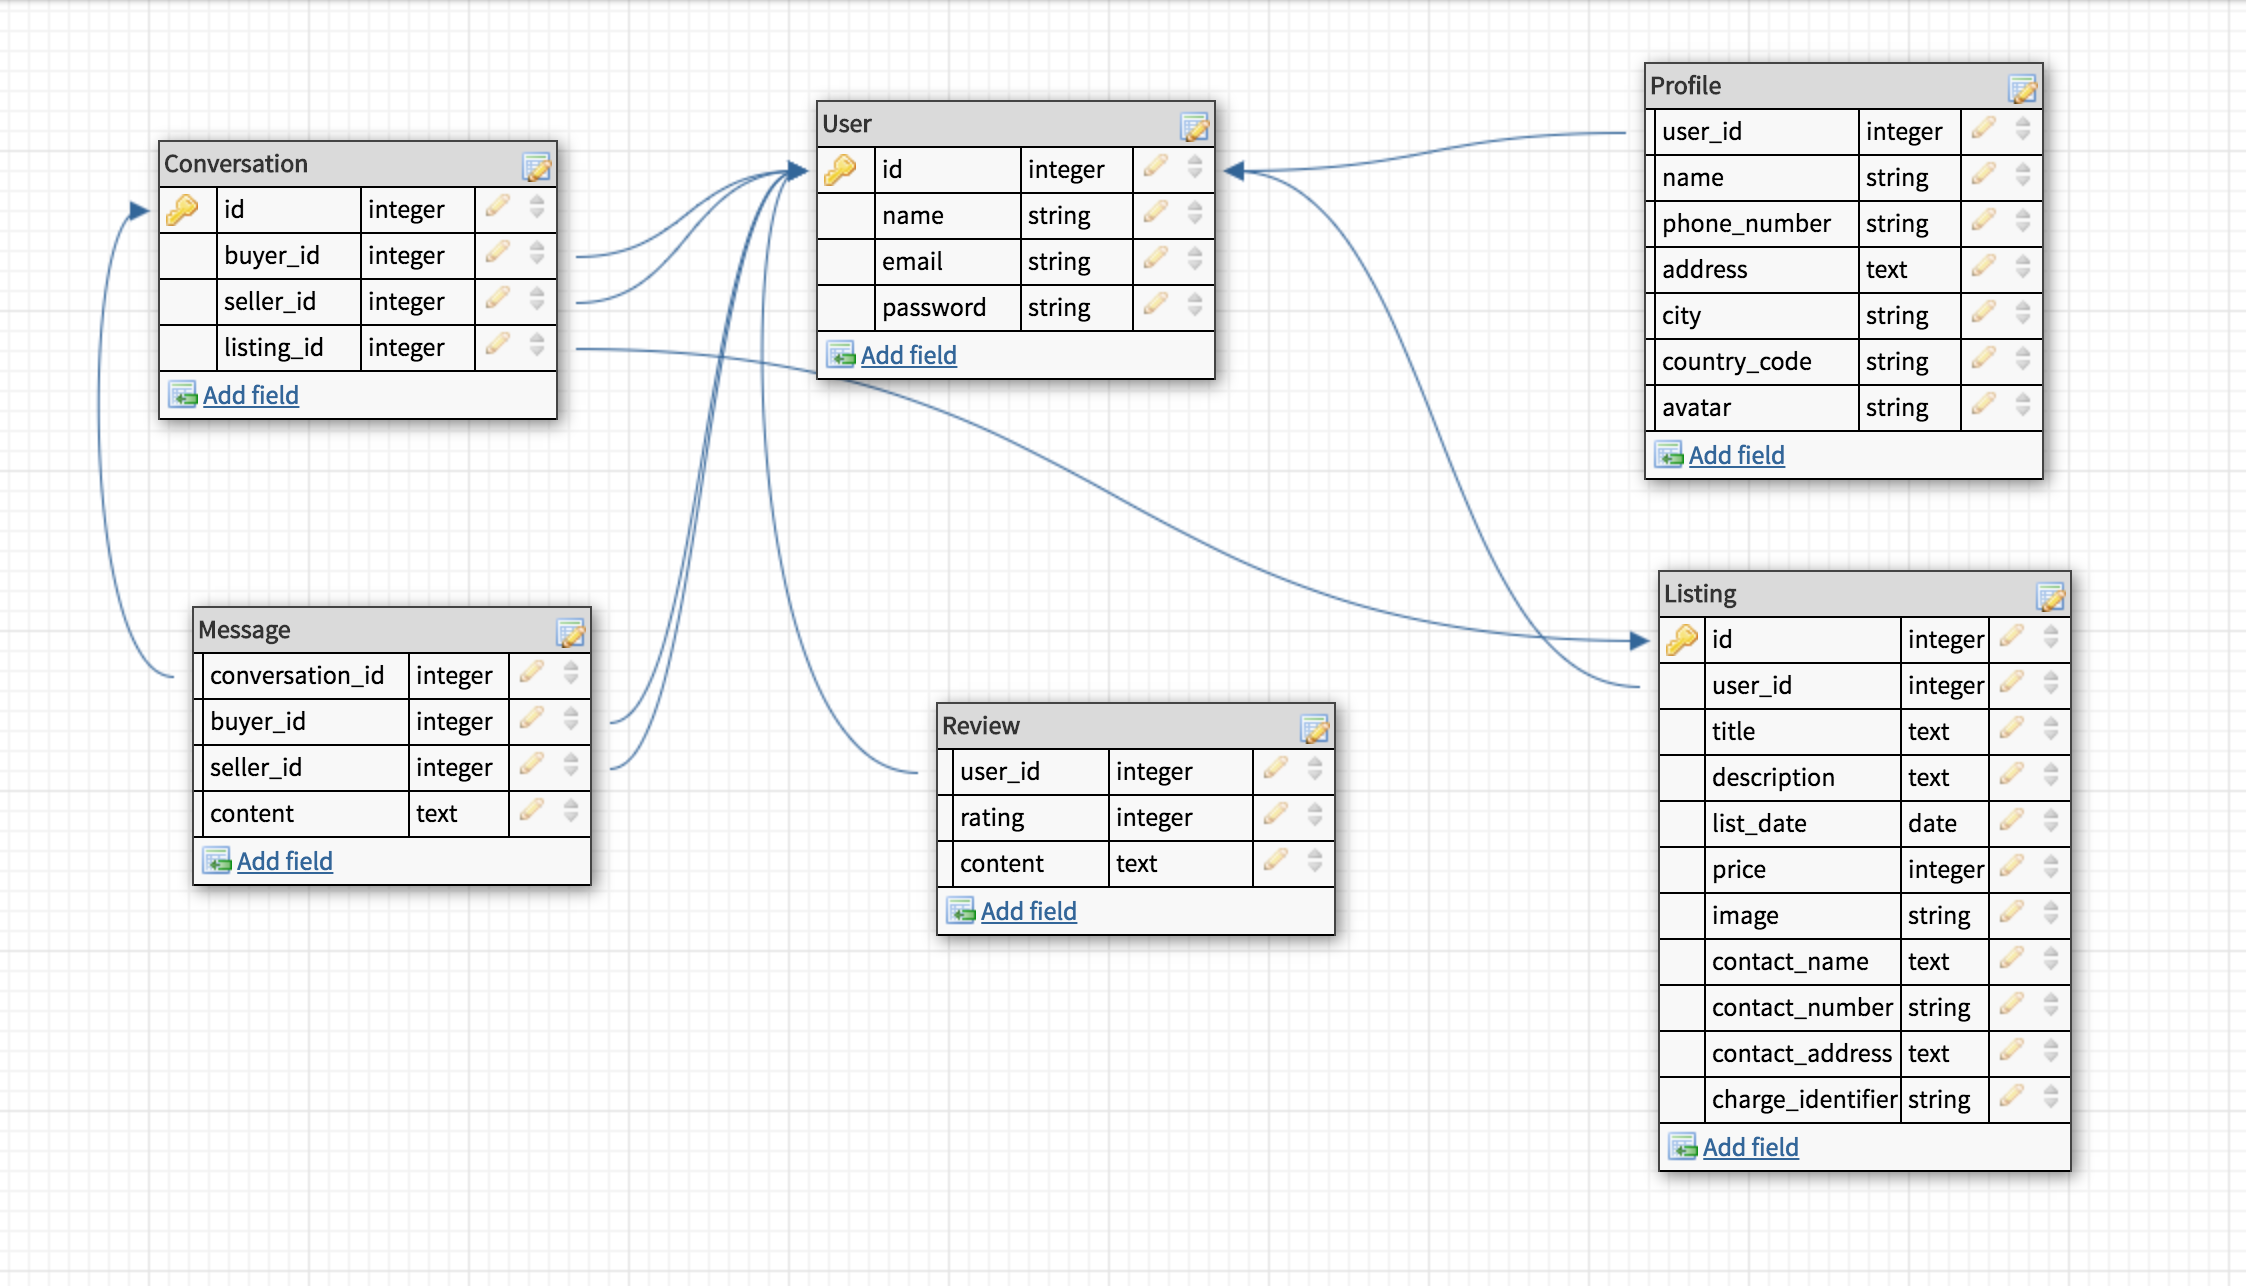 Conversation
id integer
buyer_id integer
seller_id integer
listing_id integer
Add field
User
id integer
name string
email string
password string
Add field
Profile
user_id integer
name string
phone_number string
address text
city string
country_code string
avatar string
Add field
Message
conversation_id integer
buyer_id integer
seller_id integer
content text
Add field
Review
user_id integer
rating integer
content text
Add field
Listing
id integer
user_id integer
title text
description text
list_date date
price integer
image string
contact_name text
contact_number string
contact_address text
charge_identifier string
Add field